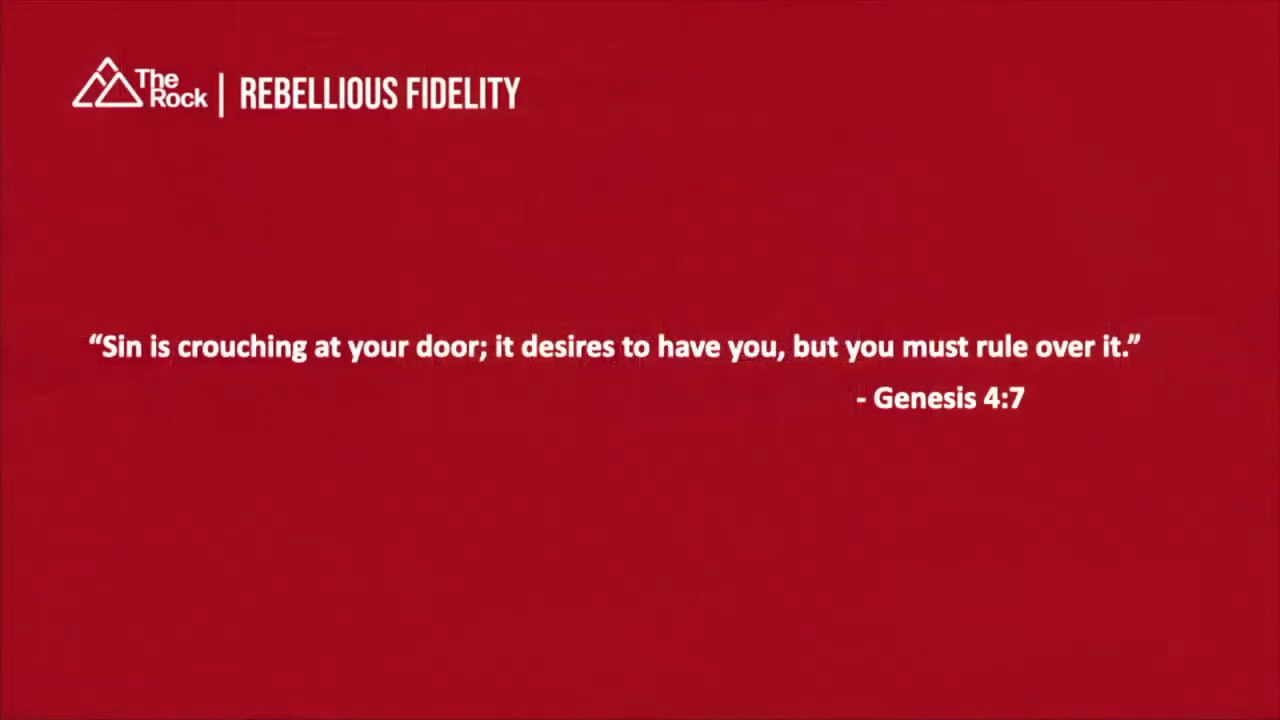 The
Rock | REBELLIOUS FIDELITY
“Sin is crouching at your door; it desires to have you, but you must rule over it.”
- Genesis 4:7